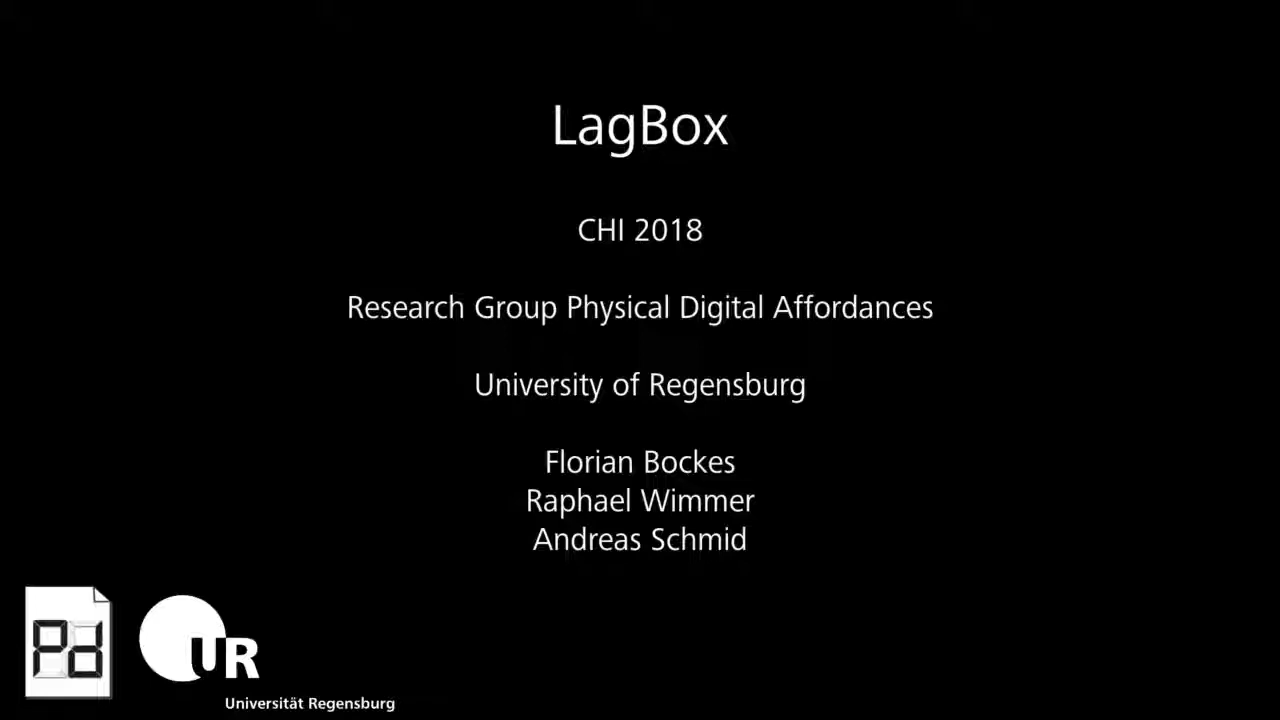 LagBox
CHI 2018
Research Group Physical Digital Affordances
University of Regensburg
Florian Bockes
Raphael Wimmer
Andreas Schmid
Pd
UR
Universität Regensburg